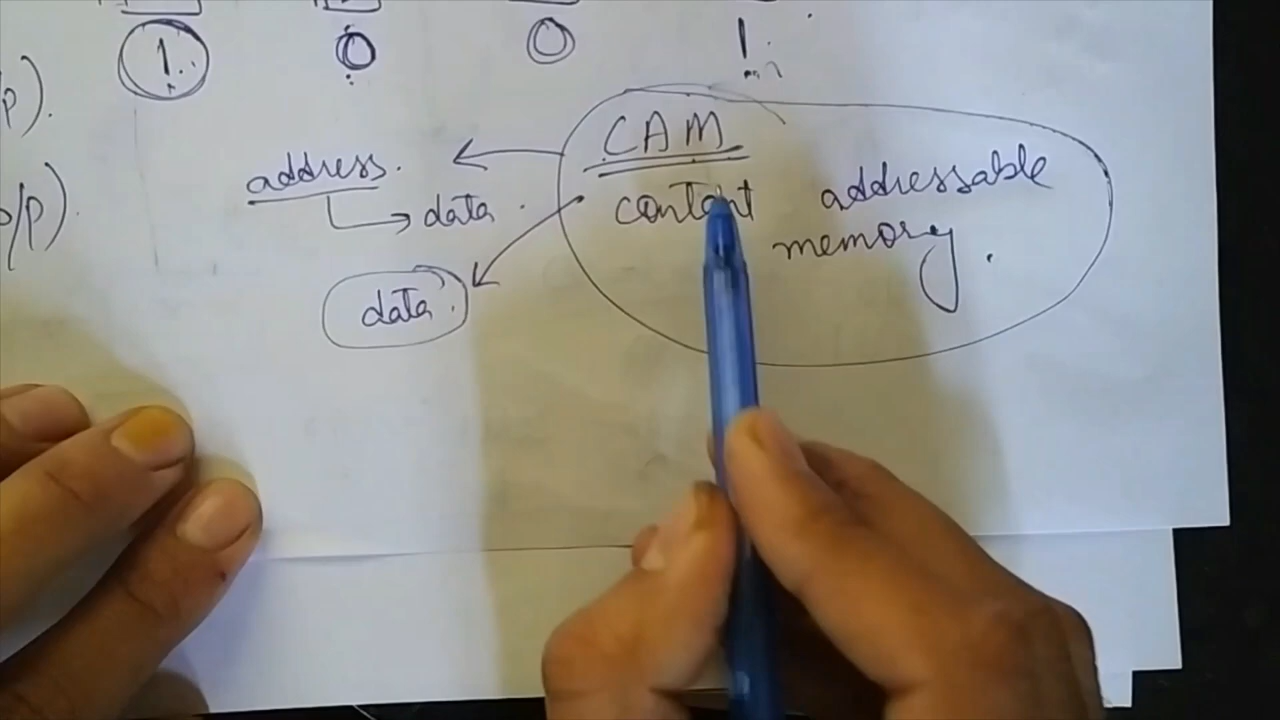 1. 0 0 1.
/p).
o/p).
address.
data.
data.
CAM
content addressable
memory.